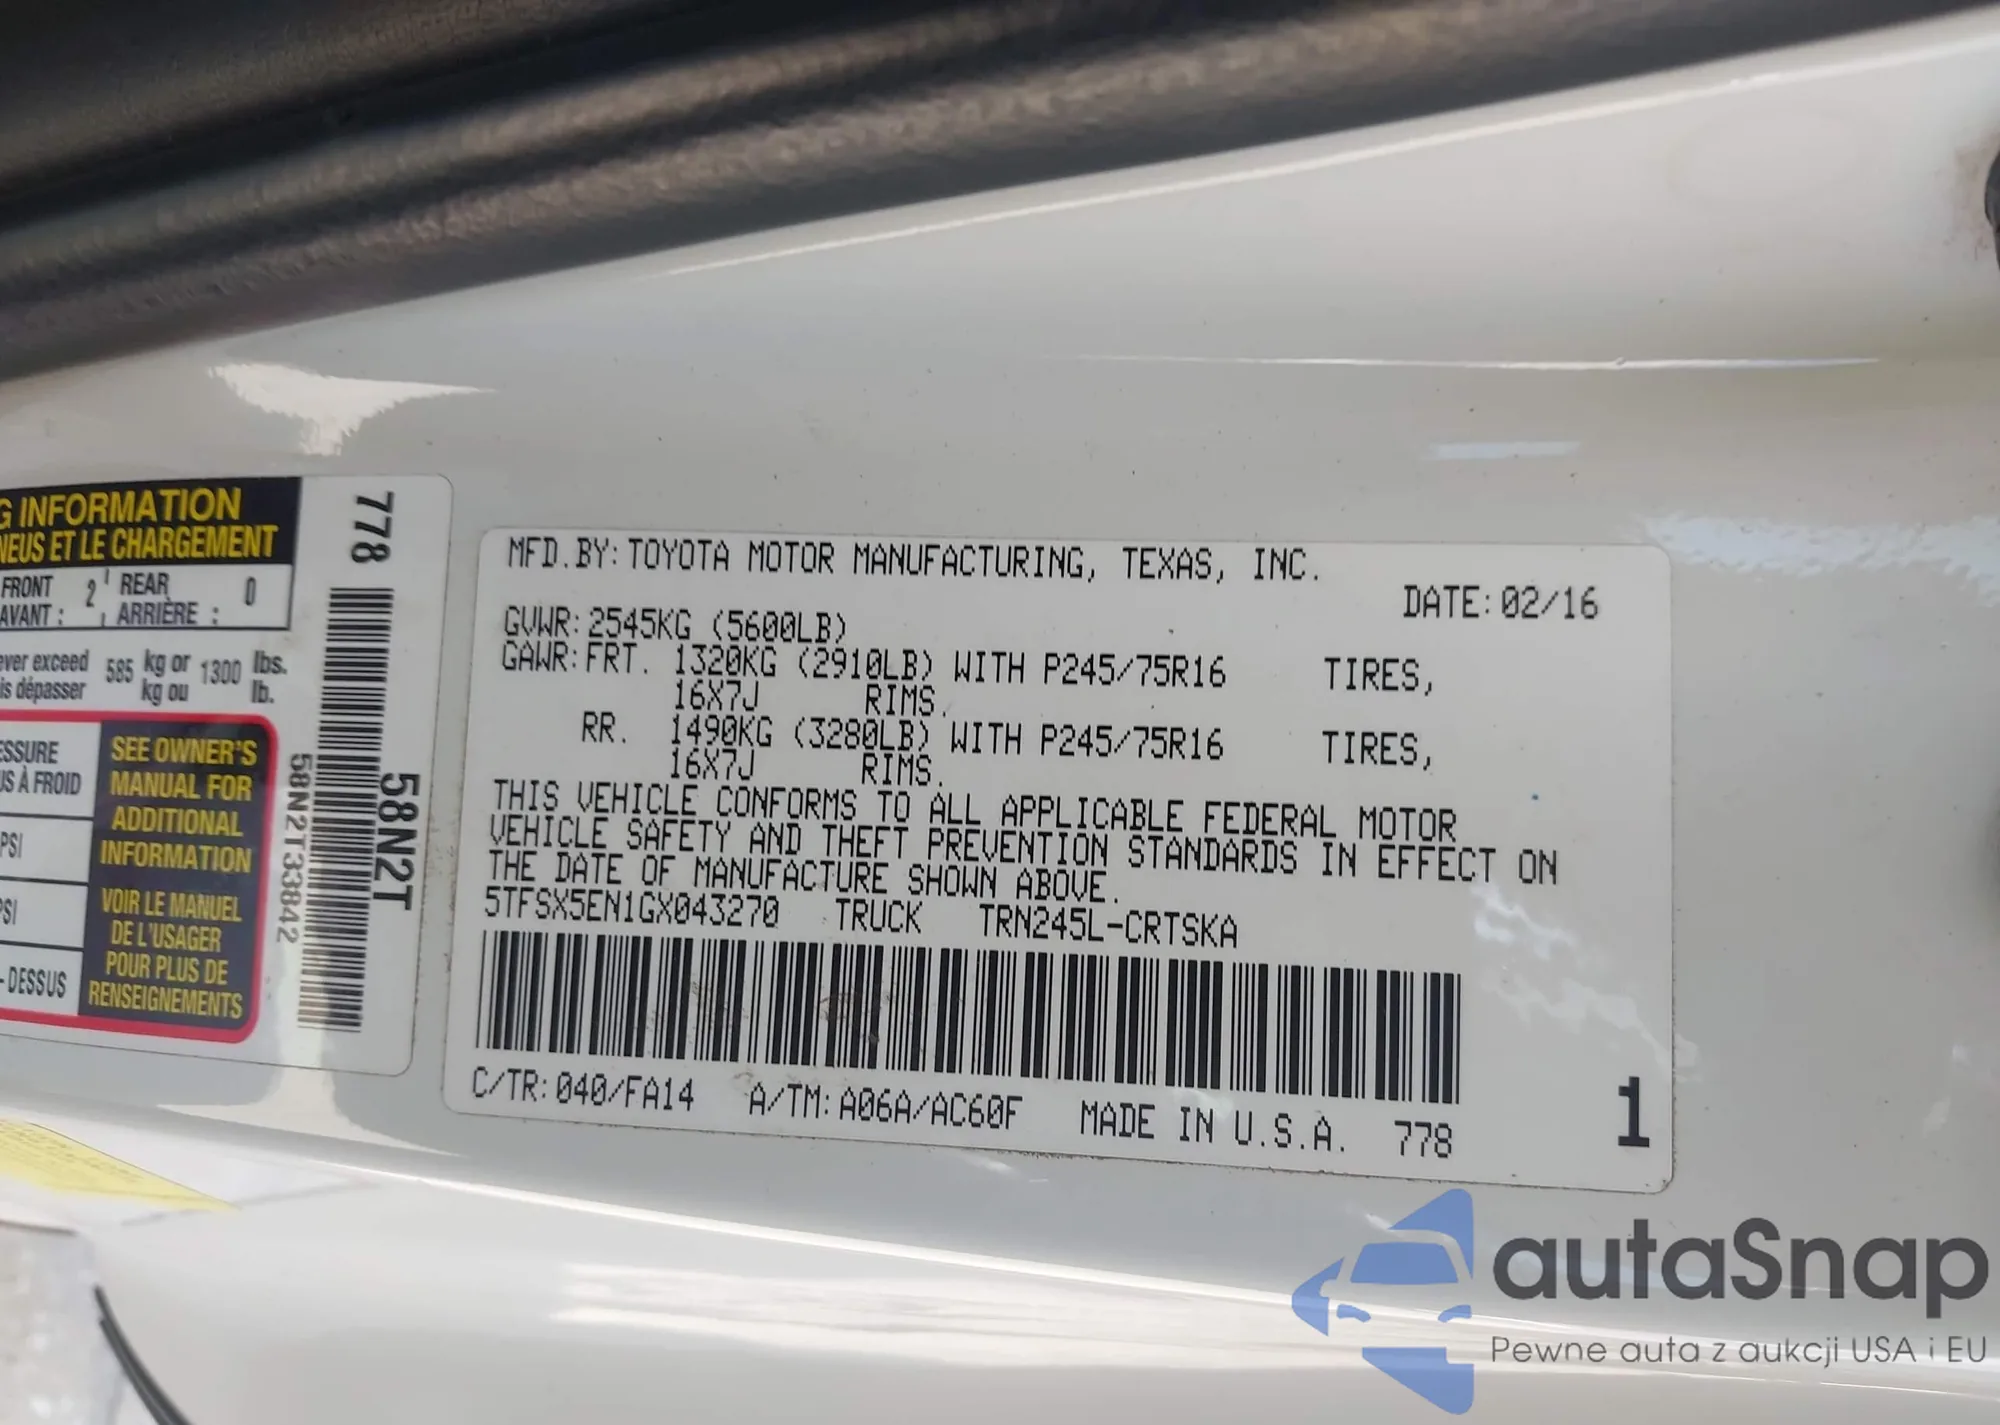 G INFORMATION
NEUS ET LE CHARGEMENT
FRONT 2 REAR 0
AVANT : ARRIÈRE :
ever exceed 585 kg or 1300 lbs.
is dépasser kg ou lb.
ESSURE
US À FROID
PSI
PSI
- DESSUS
SEE OWNER'S
MANUAL FOR
ADDITIONAL
INFORMATION
VOIR LE MANUEL
DE L'USAGER
POUR PLUS DE
RENSEIGNEMENTS
778
58N2T33842
58N2T
MFD.BY:TOYOTA MOTOR MANUFACTURING, TEXAS, INC.
DATE:02/16
GVWR:2545KG (5600LB)
GAWR:FRT. 1320KG (2910LB) WITH P245/75R16 TIRES,
16X7J RIMS.
RR. 1490KG (3280LB) WITH P245/75R16 TIRES,
16X7J RIMS.
THIS VEHICLE CONFORMS TO ALL APPLICABLE FEDERAL MOTOR
VEHICLE SAFETY AND THEFT PREVENTION STANDARDS IN EFFECT ON
THE DATE OF MANUFACTURE SHOWN ABOVE.
5TFSX5EN1GX043270 TRUCK TRN245L-CRTSKA
C/TR:040/FA14 A/TM:A06A/AC60F MADE IN U.S.A. 778
1
autaSnap
Pewne auta z aukcji USA i EU